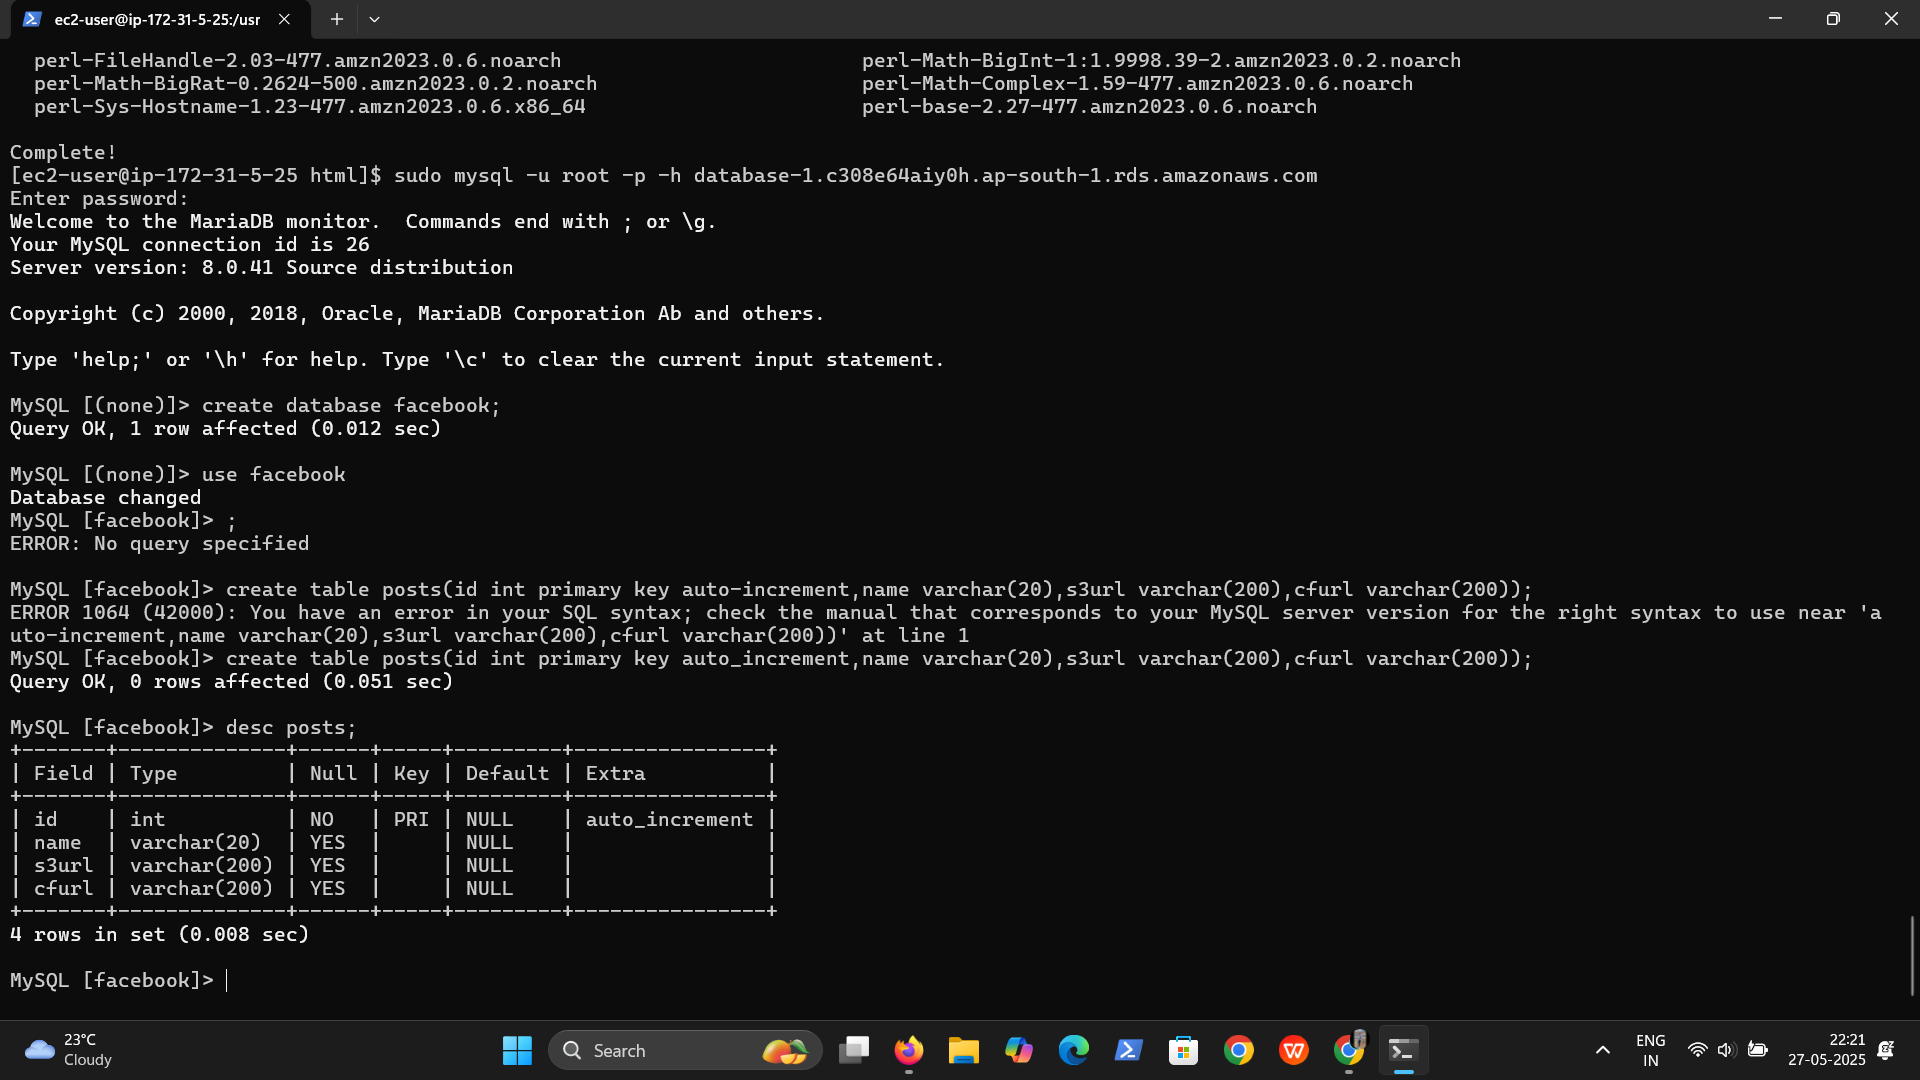 ec2-user@ip-172-31-5-25:/usr
perl-FileHandle-2.03-477.amzn2023.0.6.noarch perl-Math-BigInt-1:1.9998.39-2.amzn2023.0.2.noarch
perl-Math-BigRat-0.2624-500.amzn2023.0.2.noarch perl-Math-Complex-1.59-477.amzn2023.0.6.noarch
perl-Sys-Hostname-1.23-477.amzn2023.0.6.x86_64 perl-base-2.27-477.amzn2023.0.6.noarch
Complete!
[ec2-user@ip-172-31-5-25 html]$ sudo mysql -u root -p -h database-1.c308e64aiy0h.ap-south-1.rds.amazonaws.com
Enter password:
Welcome to the MariaDB monitor.  Commands end with ; or \g.
Your MySQL connection id is 26
Server version: 8.0.41 Source distribution
Copyright (c) 2000, 2018, Oracle, MariaDB Corporation Ab and others.
Type 'help;' or '\h' for help. Type '\c' to clear the current input statement.
MySQL [(none)]> create database facebook;
Query OK, 1 row affected (0.012 sec)
MySQL [(none)]> use facebook
Database changed
MySQL [facebook]> ;
ERROR: No query specified
MySQL [facebook]> create table posts(id int primary key auto-increment,name varchar(20),s3url varchar(200),cfurl varchar(200));
ERROR 1064 (42000): You have an error in your SQL syntax; check the manual that corresponds to your MySQL server version for the right syntax to use near 'a
uto-increment,name varchar(20),s3url varchar(200),cfurl varchar(200))' at line 1
MySQL [facebook]> create table posts(id int primary key auto_increment,name varchar(20),s3url varchar(200),cfurl varchar(200));
Query OK, 0 rows affected (0.051 sec)
MySQL [facebook]> desc posts;
+-------+--------------+------+-----+---------+----------------+
| Field | Type         | Null | Key | Default | Extra          |
+-------+--------------+------+-----+---------+----------------+
| id    | int          | NO   | PRI | NULL    | auto_increment |
| name  | varchar(20)  | YES  |     | NULL    |                |
| s3url | varchar(200) | YES  |     | NULL    |                |
| cfurl | varchar(200) | YES  |     | NULL    |                |
+-------+--------------+------+-----+---------+----------------+
4 rows in set (0.008 sec)
MySQL [facebook]>
23°C
Cloudy
Search
ENG
IN
22:21
27-05-2025